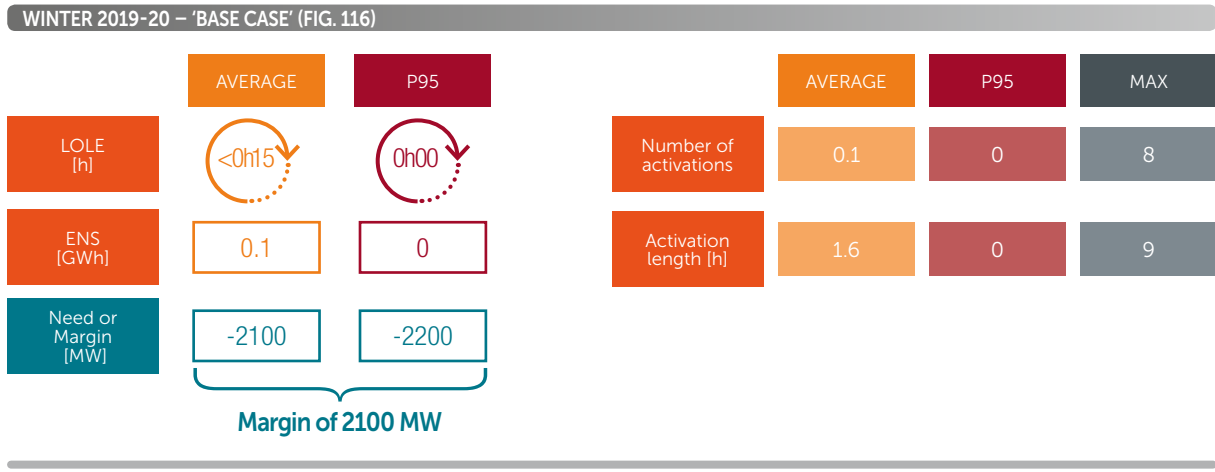 WINTER 2019-20 – 'BASE CASE' (FIG. 116)
AVERAGE P95
LOLE
[h]
<0h15 0h00
ENS
[GWh]
0.1 0
Need or
Margin
[MW]
-2100 -2200
Margin of 2100 MW
AVERAGE P95 MAX
Number of
activations
0.1 0 8
Activation
length [h]
1.6 0 9